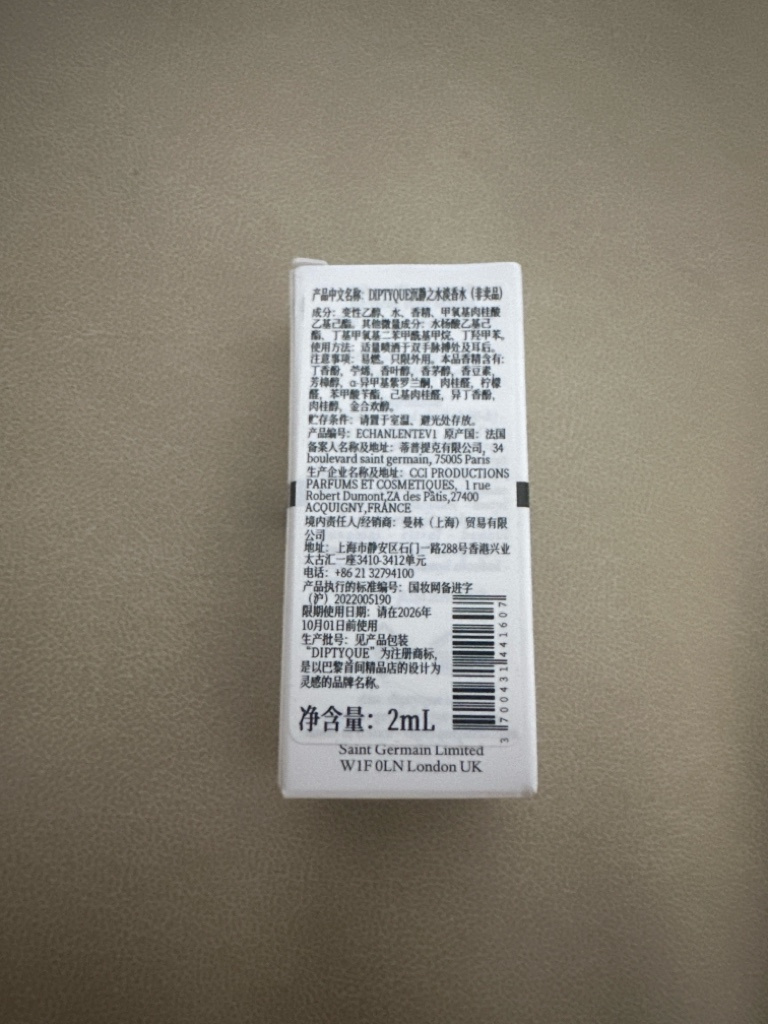 产品中文名称：DIPTYQUE沉静之水淡香水（非卖品）
成分：变性乙醇、水、香精、甲氧基肉桂酸
乙基己酯。其他微量成分：水杨酸乙基己
酯、丁基甲氧基二苯甲酰基甲烷、丁羟甲苯。
使用方法：适量喷洒于双手脉搏处及耳后。
注意事项：易燃。只限外用。本品香精含有：
丁香酚、苧烯、香叶醇、香茅醇、香豆素、
芳樟醇、α-异甲基紫罗兰酮、肉桂醛、柠檬
醛、苯甲酸苄酯、己基肉桂醛、异丁香酚、
肉桂醇、金合欢醇。
贮存条件：请置于室温、避光处存放。
产品编号：ECHANLENTEV1 原产国：法国
备案人名称及地址：蒂普提克有限公司，34
boulevard saint germain, 75005 Paris
生产企业名称及地址：CCI PRODUCTIONS
PARFUMS ET COSMETIQUES, 1 rue
Robert Dumont,ZA des Pâtis,27400
ACQUIGNY,FRANCE
境内责任人/经销商：曼林（上海）贸易有限
公司
地址：上海市静安区石门一路288号香港兴业
太古汇一座3410-3412单元
电话：+86 21 32794100
产品执行的标准编号：国妆网备进字
（沪）2022005190
限期使用日期：请在2026年
10月01日前使用
生产批号：见产品包装
“DIPTYQUE”为注册商标，
是以巴黎首间精品店的设计为
灵感的品牌名称。
净含量：2mL
3 700431 441607
Saint Germain Limited
W1F 0LN London UK